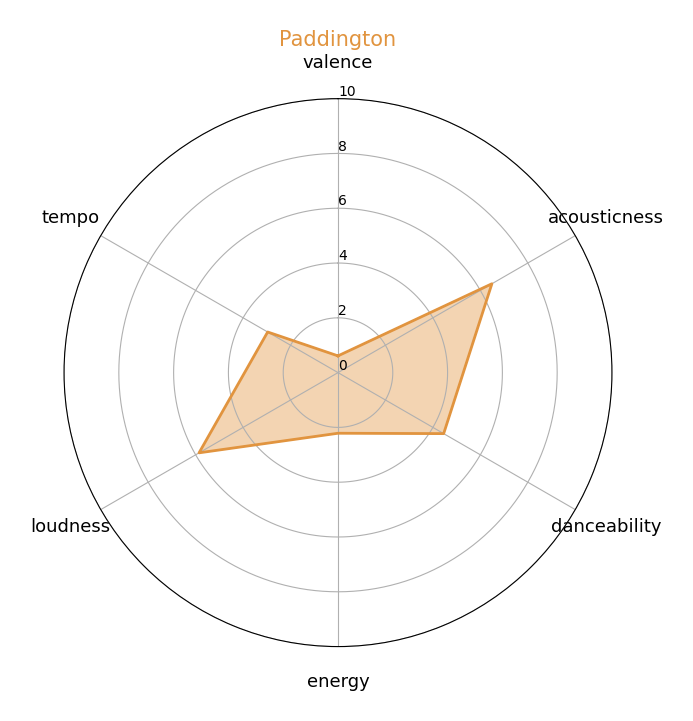 Paddington
valence
10
8
tempo
6
acousticness
4
2
0
loudness
danceability
energy